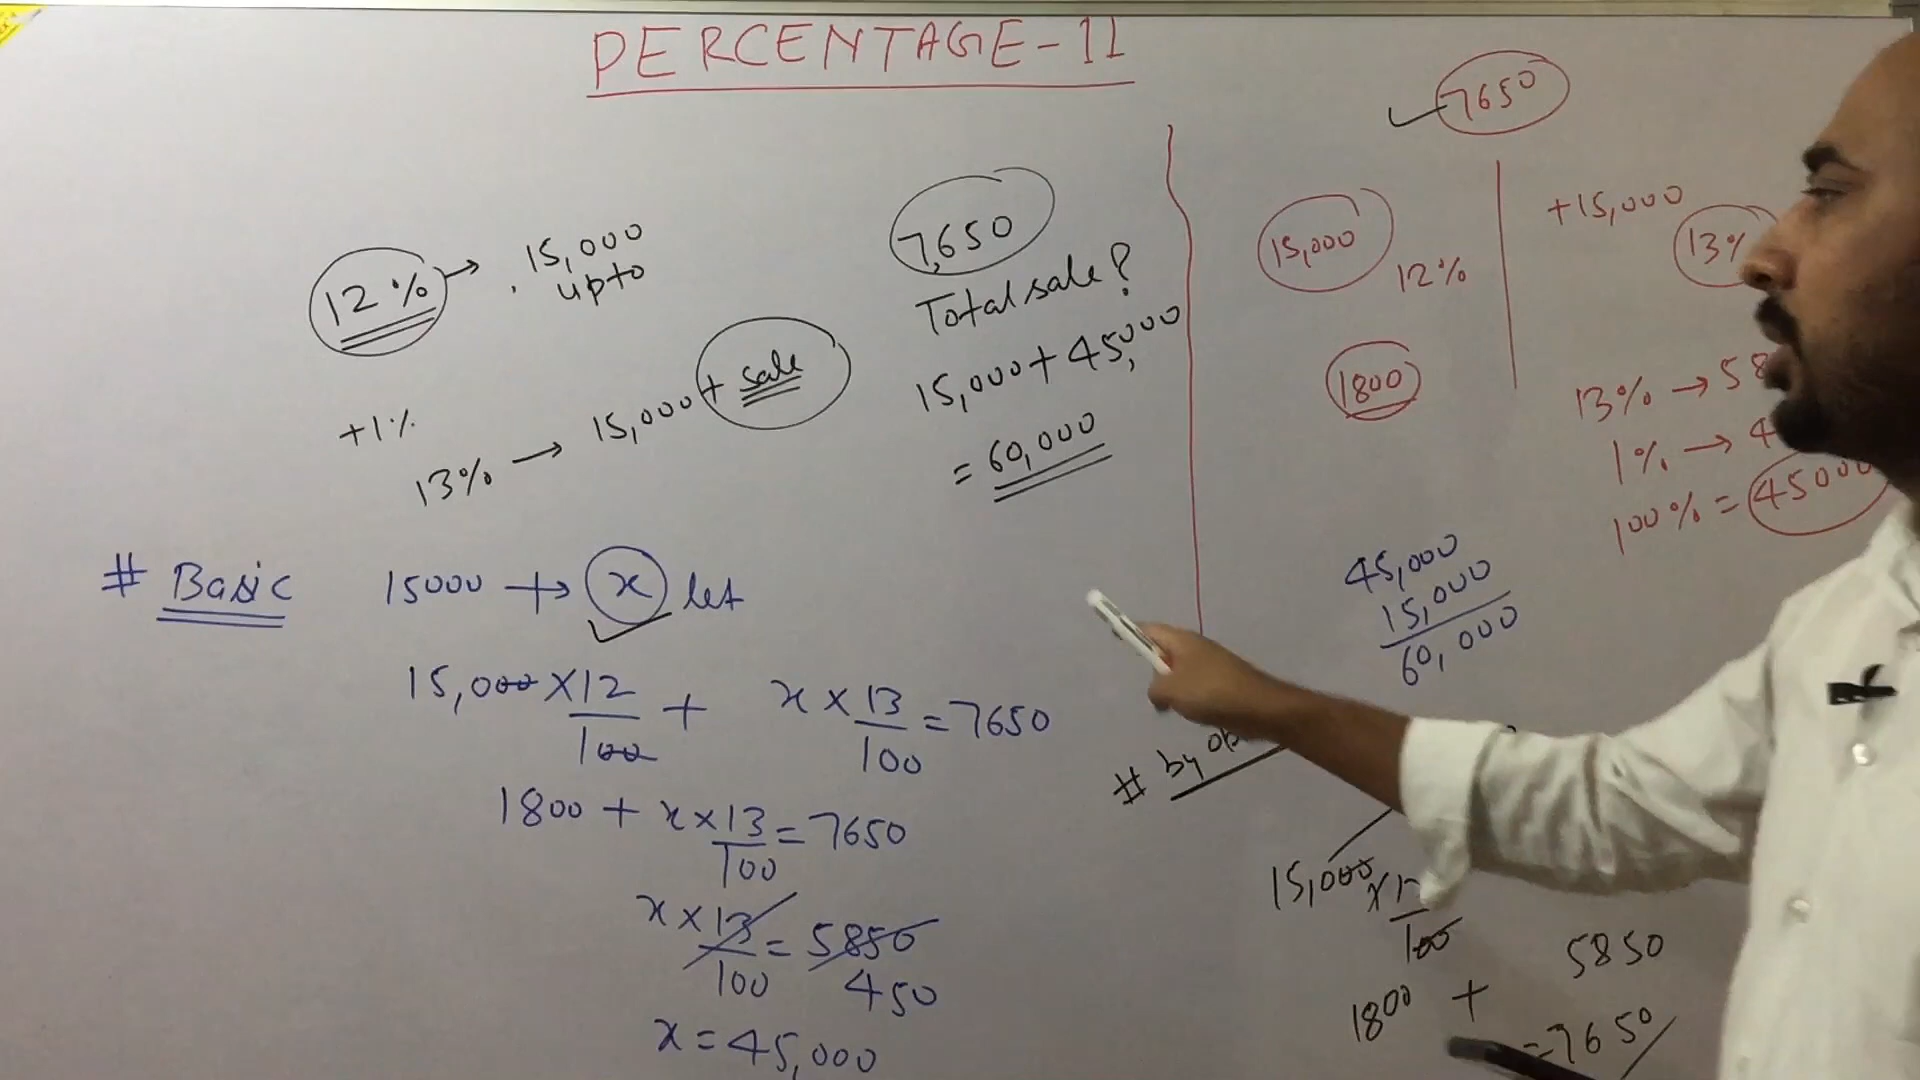 PERCENTAGE-11
12% → 15,000
upto
+1%
13% → 15,000 + sale
7,650
Total sale?
15,000 + 45,000
= 60,000
# Basic 15000 + → x let
15,000 × 12/100 + x × 13/100 = 7650
1800 + x × 13/100 = 7650
x × 13/100 = 5850
450
x = 45,000
7650
15,000
12%
1800
+15,000
13%
13% → 58
1% → 4
100% = 45000
45,000
15,000
60,000
# by
15,000 × 1
100
1800 + 5850
= 7650